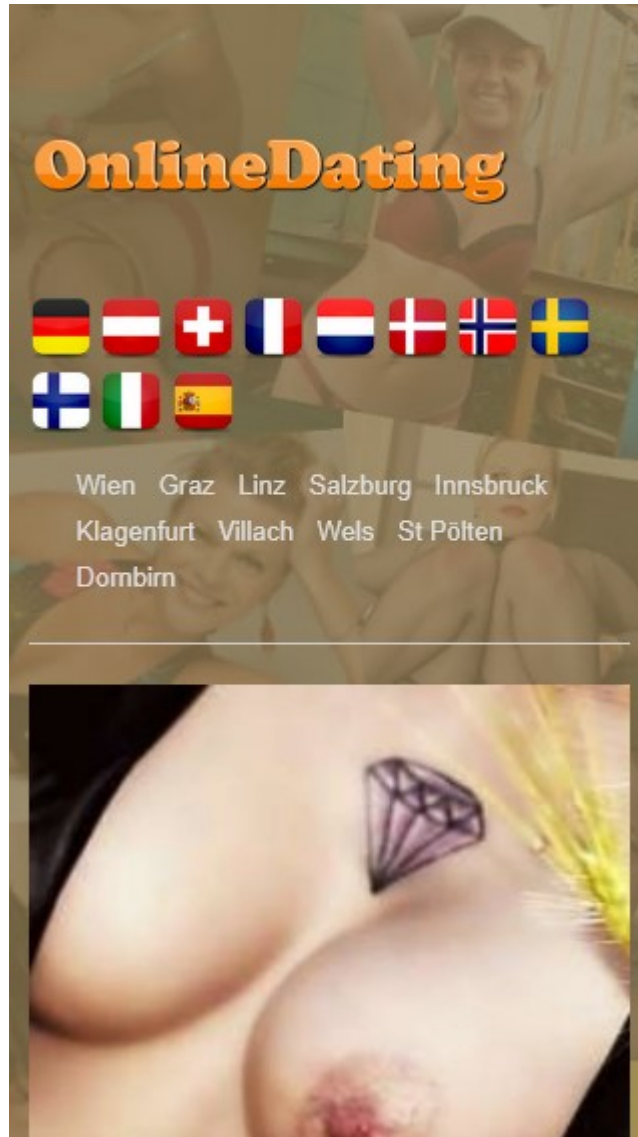 OnlineDating
Wien Graz Linz Salzburg Innsbruck
Klagenfurt Villach Wels St Pölten
Dornbirn